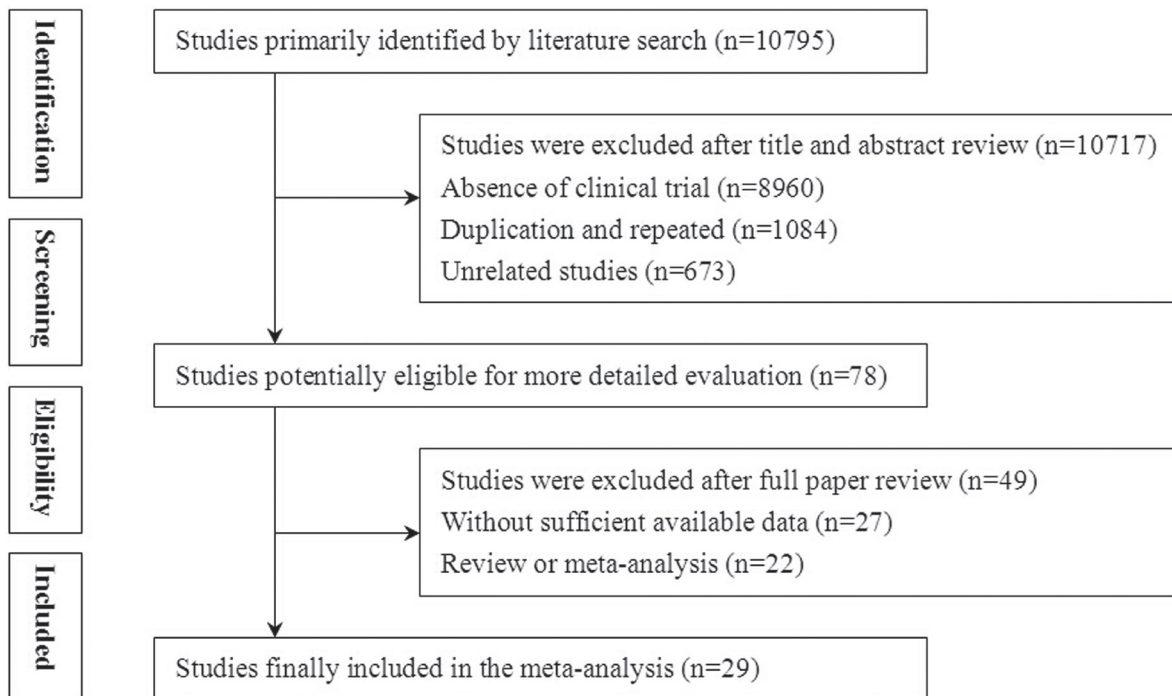 Identification
Studies primarily identified by literature search (n=10795)
Studies were excluded after title and abstract review (n=10717)
Absence of clinical trial (n=8960)
Duplication and repeated (n=1084)
Unrelated studies (n=673)
Screening
Studies potentially eligible for more detailed evaluation (n=78)
Eligibility
Studies were excluded after full paper review (n=49)
Without sufficient available data (n=27)
Review or meta-analysis (n=22)
Included
Studies finally included in the meta-analysis (n=29)